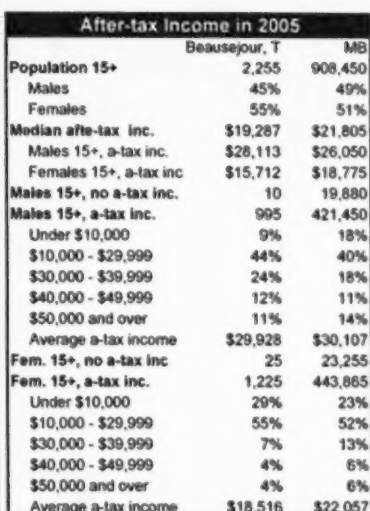 After-tax Income in 2005
Beausejour, T MB
Population 15+ 2,255 908,450
Males 45% 49%
Females 55% 51%
Median afte-tax inc. $19,287 $21,805
Males 15+, a-tax inc. $28,113 $26,050
Females 15+, a-tax inc $15,712 $18,775
Males 15+, no a-tax inc. 10 19,880
Males 15+, a-tax inc. 995 421,450
Under $10,000 9% 18%
$10,000 - $29,999 44% 40%
$30,000 - $39,999 24% 18%
$40,000 - $49,999 12% 11%
$50,000 and over 11% 14%
Average a-tax income $29,928 $30,107
Fem. 15+, no a-tax inc 25 23,255
Fem. 15+, a-tax inc. 1,225 443,865
Under $10,000 29% 23%
$10,000 - $29,999 55% 52%
$30,000 - $39,999 7% 13%
$40,000 - $49,999 4% 6%
$50,000 and over 4% 6%
Average a-tax income $18,516 $22,057